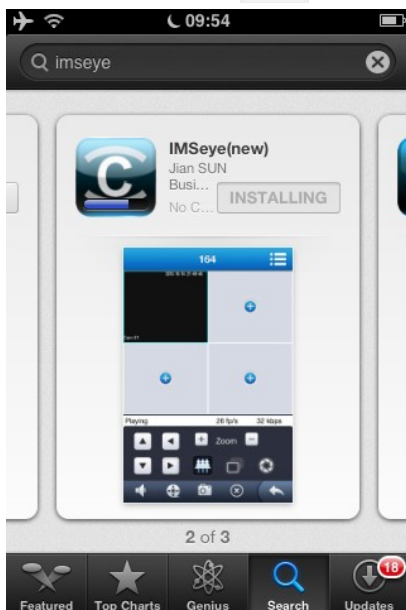 09:54
imseye
IMSeye(new)
Jian SUN
Busi...
No C...
INSTALLING
C
164
Playing
26 fp/s
32 kbps
Zoom
2 of 3
18
Featured
Top Charts
Genius
Search
Updates